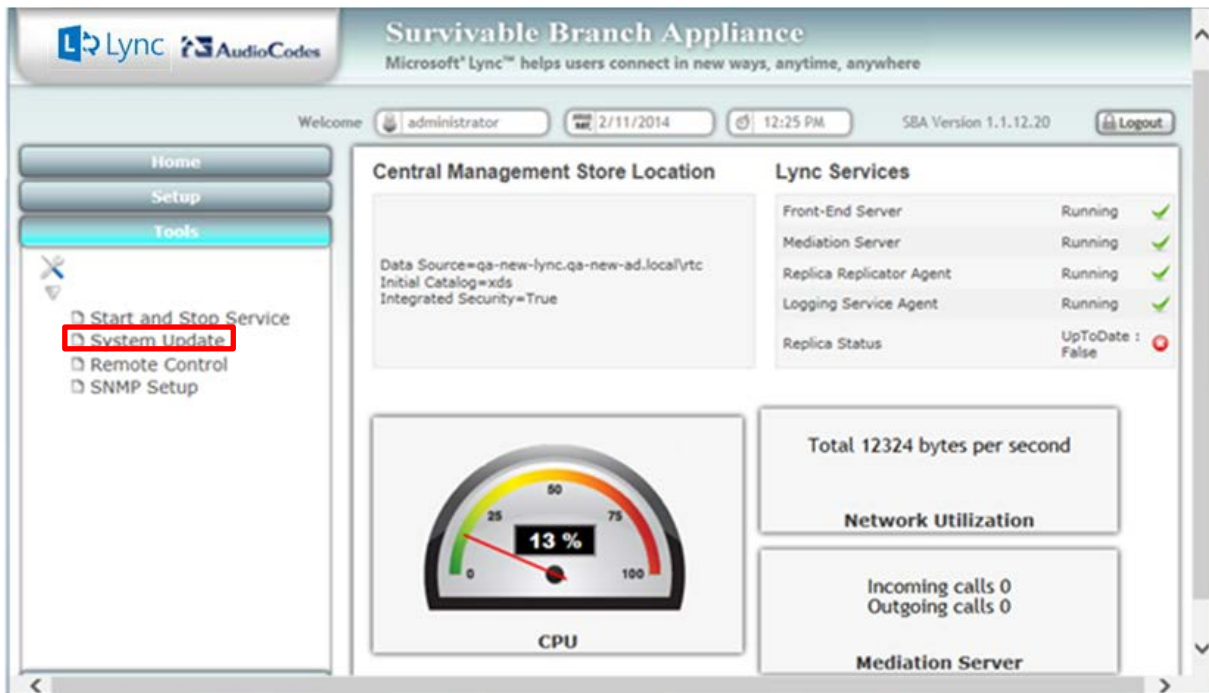 Lync AudioCodes
Survivable Branch Appliance
Microsoft® Lync™ helps users connect in new ways, anytime, anywhere
Welcome administrator 2/11/2014 12:25 PM SBA Version 1.1.12.20 Logout
Home
Setup
Tools
Start and Stop Service
System Update
Remote Control
SNMP Setup
Central Management Store Location
Data Source=qa-new-lync.qa-new-ad.local\rtc
Initial Catalog=xds
Integrated Security=True
Lync Services
Front-End Server Running
Mediation Server Running
Replica Replicator Agent Running
Logging Service Agent Running
Replica Status UpToDate :
False
0
25
50
75
100
13 %
CPU
Total 12324 bytes per second
Network Utilization
Incoming calls 0
Outgoing calls 0
Mediation Server